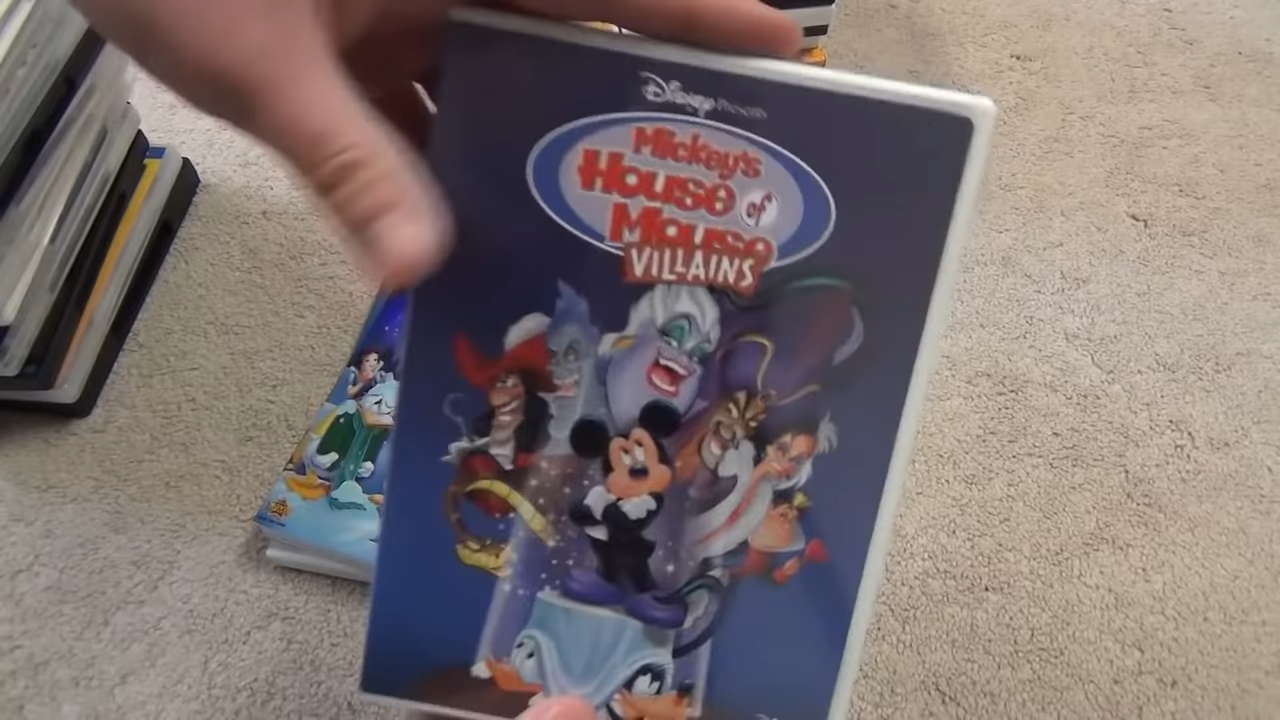 Disney PRESENTS
Mickey's
House of
Mouse
VILLAINS